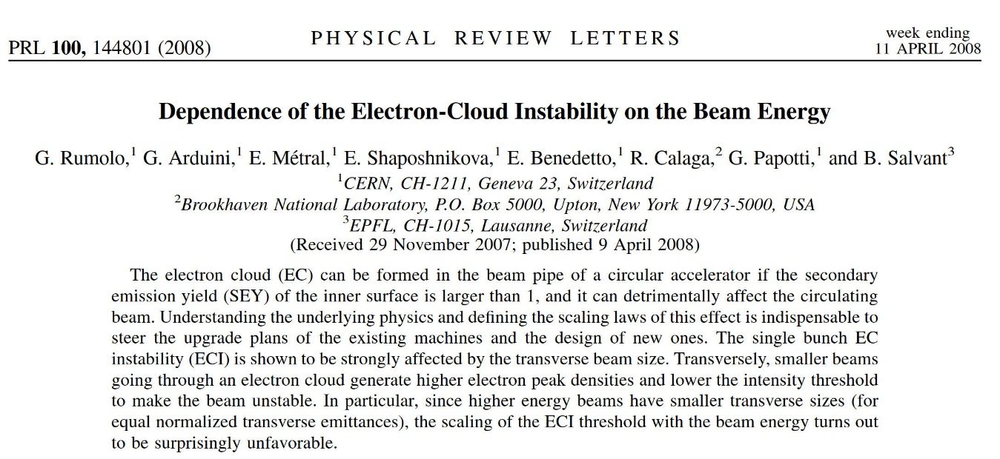 PRL 100, 144801 (2008)
PHYSICAL REVIEW LETTERS
week ending
11 APRIL 2008
Dependence of the Electron-Cloud Instability on the Beam Energy
G. Rumolo,1 G. Arduini,1 E. Métral,1 E. Shaposhnikova,1 E. Benedetto,1 R. Calaga,2 G. Papotti,1 and B. Salvant3
1CERN, CH-1211, Geneva 23, Switzerland
2Brookhaven National Laboratory, P.O. Box 5000, Upton, New York 11973-5000, USA
3EPFL, CH-1015, Lausanne, Switzerland
(Received 29 November 2007; published 9 April 2008)
The electron cloud (EC) can be formed in the beam pipe of a circular accelerator if the secondary
emission yield (SEY) of the inner surface is larger than 1, and it can detrimentally affect the circulating
beam. Understanding the underlying physics and defining the scaling laws of this effect is indispensable to
steer the upgrade plans of the existing machines and the design of new ones. The single bunch EC
instability (ECI) is shown to be strongly affected by the transverse beam size. Transversely, smaller beams
going through an electron cloud generate higher electron peak densities and lower the intensity threshold
to make the beam unstable. In particular, since higher energy beams have smaller transverse sizes (for
equal normalized transverse emittances), the scaling of the ECI threshold with the beam energy turns out
to be surprisingly unfavorable.